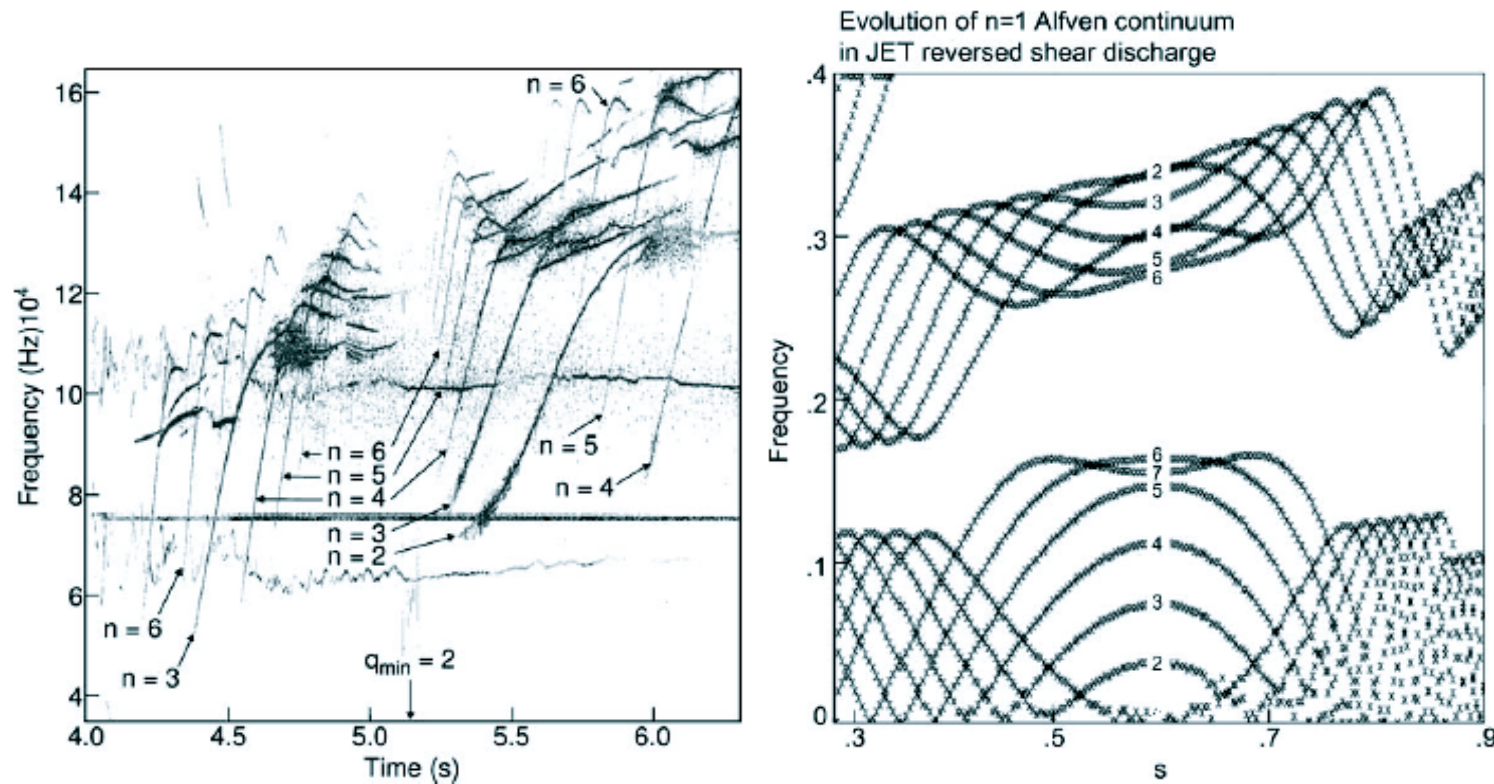 16
14
12
10
8
6
4
Frequency (Hz)10⁴
n = 6
n = 6
n = 5
n = 4
n = 3
n = 2
n = 5
n = 4
n = 6
n = 3
qmin = 2
4.0 4.5 5.0 5.5 6.0
Time (s)
Evolution of n=1 Alfven continuum
in JET reversed shear discharge
.4
.3
.2
.1
0
Frequency
2
3
4
5
6
6
7
5
4
3
2
.3 .5 .7 .9
s